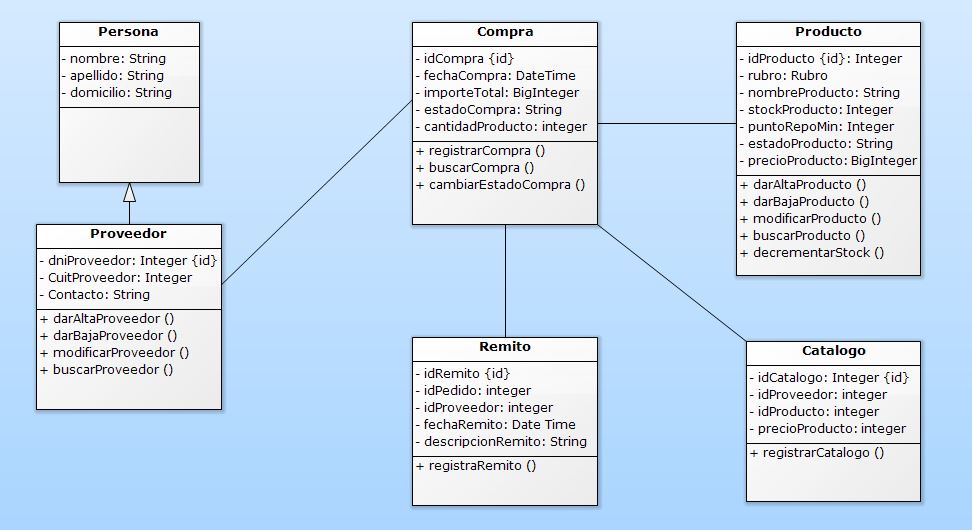 Persona
- nombre: String
- apellido: String
- domicilio: String
Proveedor
- dniProveedor: Integer {id}
- CuitProveedor: Integer
- Contacto: String
+ darAltaProveedor ()
+ darBajaProveedor ()
+ modificarProveedor ()
+ buscarProveedor ()
Compra
- idCompra {id}
- fechaCompra: DateTime
- importeTotal: BigInteger
- estadoCompra: String
- cantidadProducto: integer
+ registrarCompra ()
+ buscarCompra ()
+ cambiarEstadoCompra ()
Remito
- idRemito {id}
- idPedido: integer
- idProveedor: integer
- fechaRemito: Date Time
- descripcionRemito: String
+ registraRemito ()
Producto
- idProducto {id}: Integer
- rubro: Rubro
- nombreProducto: String
- stockProducto: Integer
- puntoRepoMin: Integer
- estadoProducto: String
- precioProducto: BigInteger
+ darAltaProducto ()
+ darBajaProducto ()
+ modificarProducto ()
+ buscarProducto ()
+ decrementarStock ()
Catalogo
- idCatalogo: Integer {id}
- idProveedor: integer
- idProducto: integer
- precioProducto: integer
+ registrarCatalogo ()